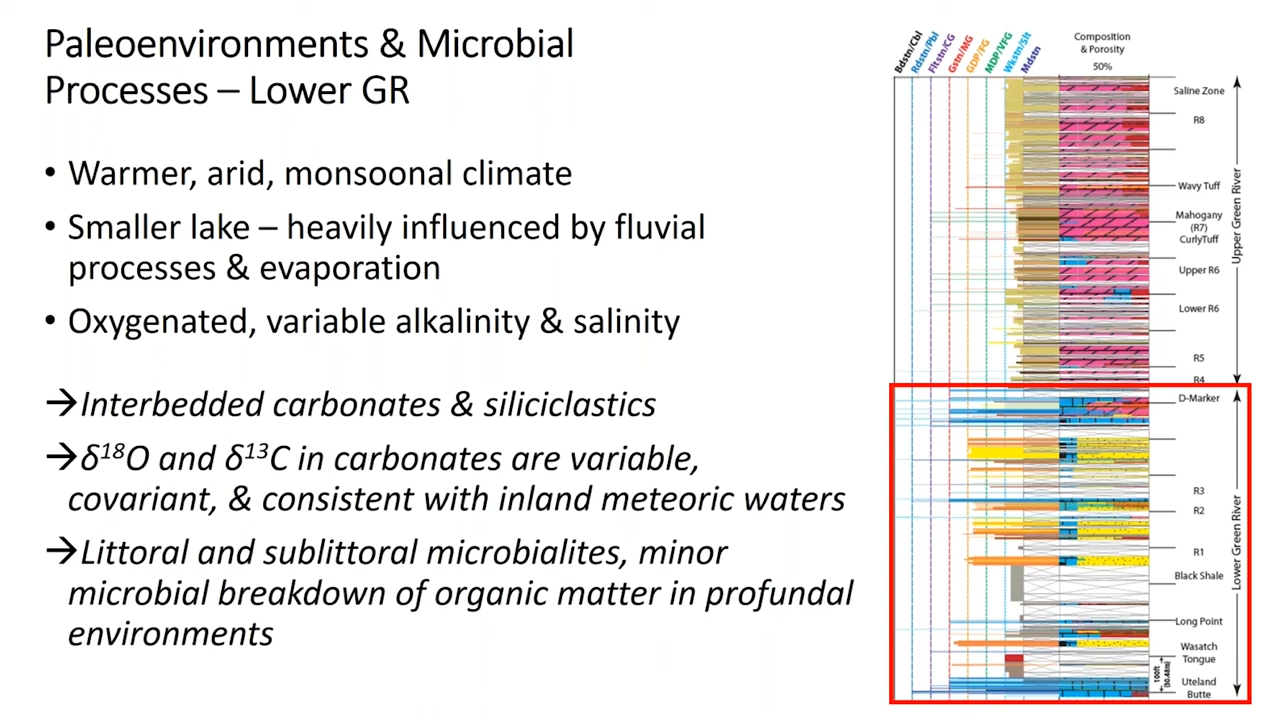 Paleoenvironments & Microbial
Processes – Lower GR
• Warmer, arid, monsoonal climate
• Smaller lake – heavily influenced by fluvial
processes & evaporation
• Oxygenated, variable alkalinity & salinity
→Interbedded carbonates & siliciclastics
→δ¹⁸O and δ¹³C in carbonates are variable,
covariant, & consistent with inland meteoric waters
→Littoral and sublittoral microbialites, minor
microbial breakdown of organic matter in profundal
environments
Bdstn/Cbl
Rdstn/Pbl
Fltstn/CG
Gstn/MG
GDP/FG
MDP/VFG
Wkstn/Slt
Mdstn
Composition
& Porosity
50%
Saline Zone
R8
Wavy Tuff
Mahogany
(R7)
CurlyTuff
Upper R6
Lower R6
R5
R4
Upper Green River
D-Marker
R3
R2
R1
Black Shale
Long Point
Wasatch
Tongue
100ft
(30.48m)
Uteland
Butte
Lower Green River